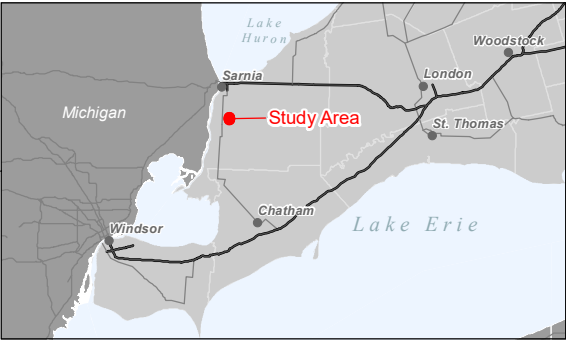 Lake
Huron
Woodstock
Sarnia
London
Michigan
Study Area
St. Thomas
Chatham
Lake Erie
Windsor